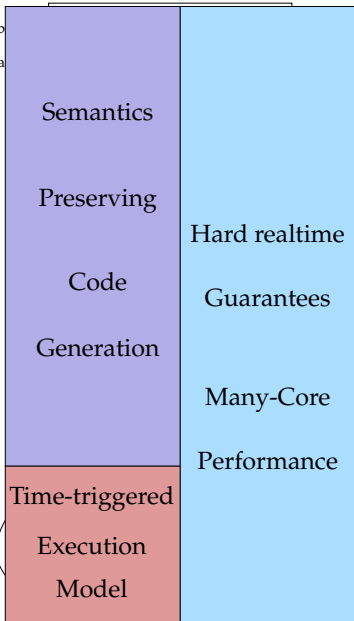 Semantics
Preserving
Code
Generation
Time-triggered
Execution
Model
Hard realtime
Guarantees
Many-Core
Performance